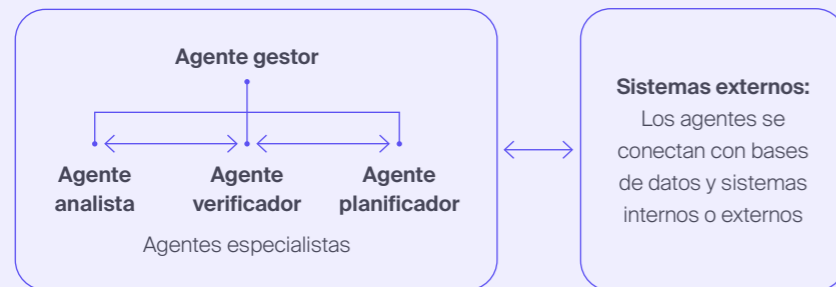 Agente gestor
Agente
analista
Agente
verificador
Agente
planificador
Agentes especialistas
Sistemas externos:
Los agentes se
conectan con bases
de datos y sistemas
internos o externos